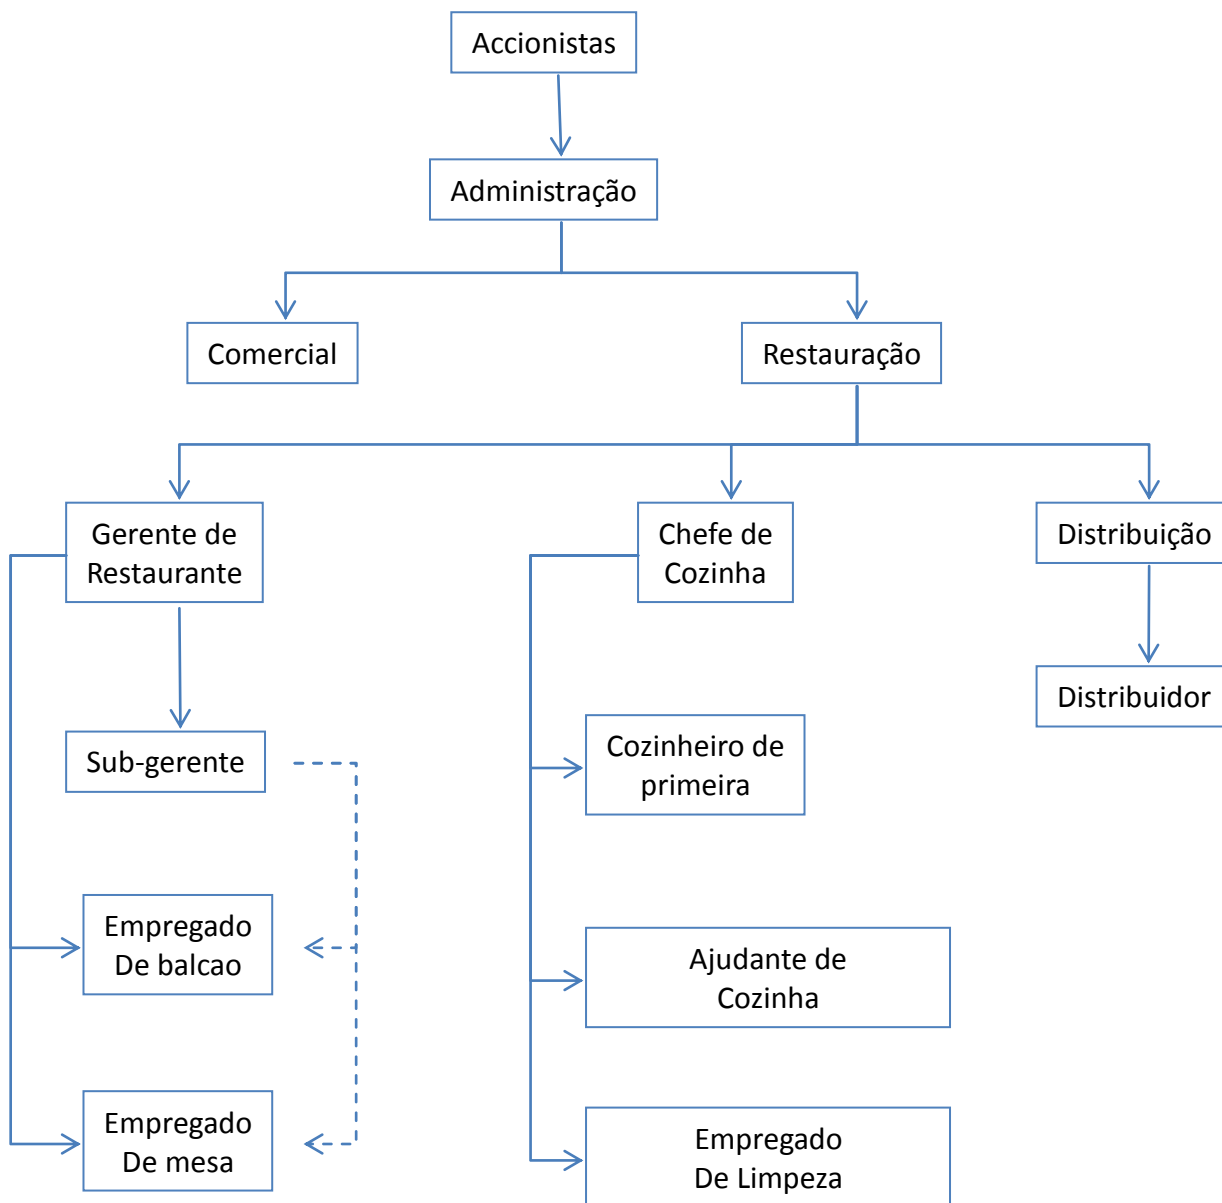 Accionistas
Administração
Comercial
Restauração
Gerente de
Restaurante
Chefe de
Cozinha
Distribuição
Distribuidor
Sub-gerente
Cozinheiro de
primeira
Empregado
De balcao
Ajudante de
Cozinha
Empregado
De mesa
Empregado
De Limpeza